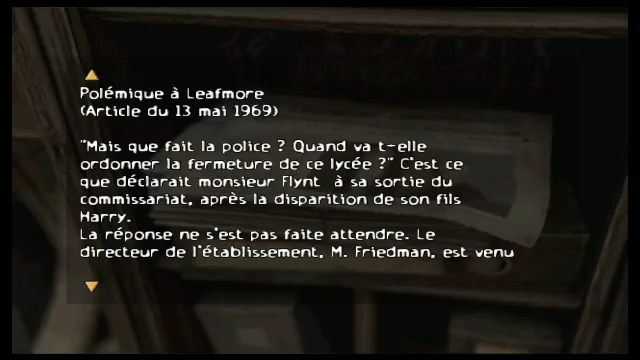 Polémique à Leafmore
(Article du 13 mai 1969)
"Mais que fait la police ? Quand va t-elle
ordonner la fermeture de ce lycée ?" C'est ce
que déclarait monsieur Flynt à sa sortie du
commissariat, après la disparition de son fils
Harry.
La réponse ne s'est pas faite attendre. Le
directeur de l'établissement, M. Friedman, est venu